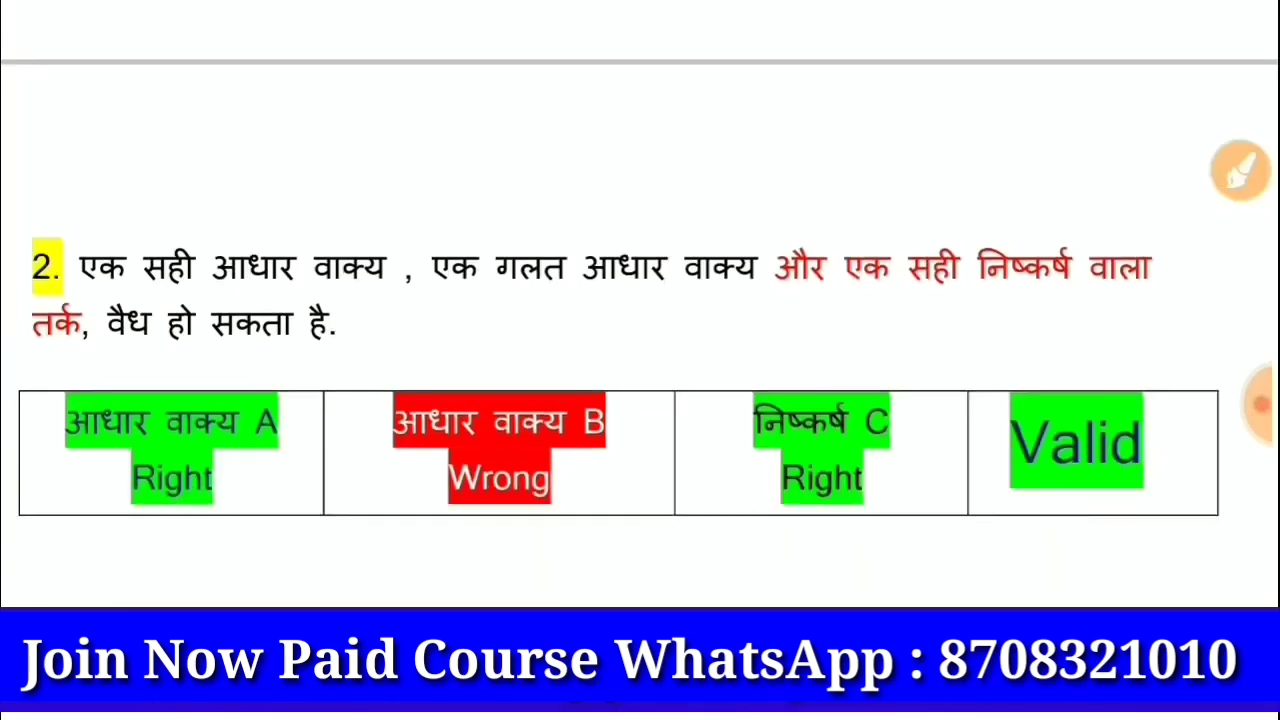 2. एक सही आधार वाक्य , एक गलत आधार वाक्य और एक सही निष्कर्ष वाला
तर्क, वैध हो सकता है.
आधार वाक्य A
Right
आधार वाक्य B
Wrong
निष्कर्ष C
Right
Valid
Join Now Paid Course WhatsApp : 8708321010